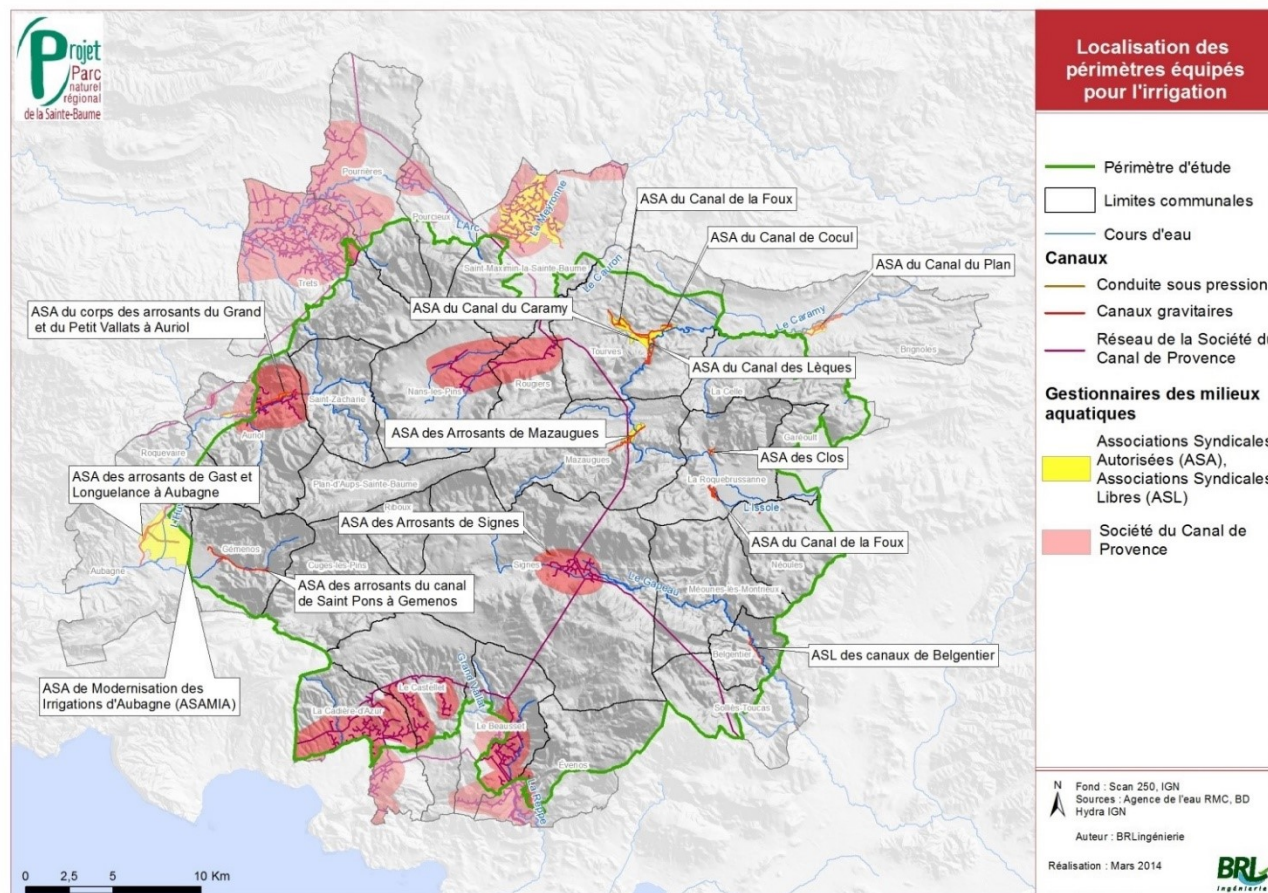 Projet
Parc
naturel
régional
de la Sainte-Baume
Localisation des
périmètres équipés
pour l'irrigation
Périmètre d'étude
Limites communales
Cours d'eau
Canaux
Conduite sous pression
Canaux gravitaires
Réseau de la Société du
Canal de Provence
Gestionnaires des milieux
aquatiques
Associations Syndicales
Autorisées (ASA),
Associations Syndicales
Libres (ASL)
Société du Canal de
Provence
N
Fond : Scan 250, IGN
Sources : Agence de l'eau RMC, BD
Hydra IGN
Auteur : BRLingénierie
Réalisation : Mars 2014
BRL
ingénierie
Pourrières
Pourcieux
L'Arc
La Meyronne
Trets
Saint-Maximin-la-Sainte-Baume
Le Cauron
ASA du Canal de la Foux
ASA du Canal de Cocul
ASA du Canal du Plan
ASA du corps des arrosants du Grand
et du Petit Vallats à Auriol
ASA du Canal du Caramy
Le Caramy
Brignoles
Tourves
ASA du Canal des Lèques
Nans-les-Pins
Rougiers
La Celle
Saint-Zacharie
Auriol
ASA des Arrosants de Mazaugues
Garéoult
Roquevaire
Mazaugues
ASA des Clos
ASA des arrosants de Gast et
Longuelance à Aubagne
Plan-d'Aups-Sainte-Baume
La Roquebrussanne
Riboux
L'Issole
ASA des Arrosants de Signes
ASA du Canal de la Foux
Gémenos
Aubagne
Cuges-les-Pins
Signes
Néoules
ASA des arrosants du canal
de Saint Pons à Gemenos
Le Gapeau
Méounes-lès-Montrieux
Belgentier
ASL des canaux de Belgentier
ASA de Modernisation des
Irrigations d'Aubagne (ASAMIA)
Le Castellet
Grand Vallat
La Cadière-d'Azur
Le Beausset
Solliès-Toucas
Évenos
La Reppe
0 2,5 5 10 Km